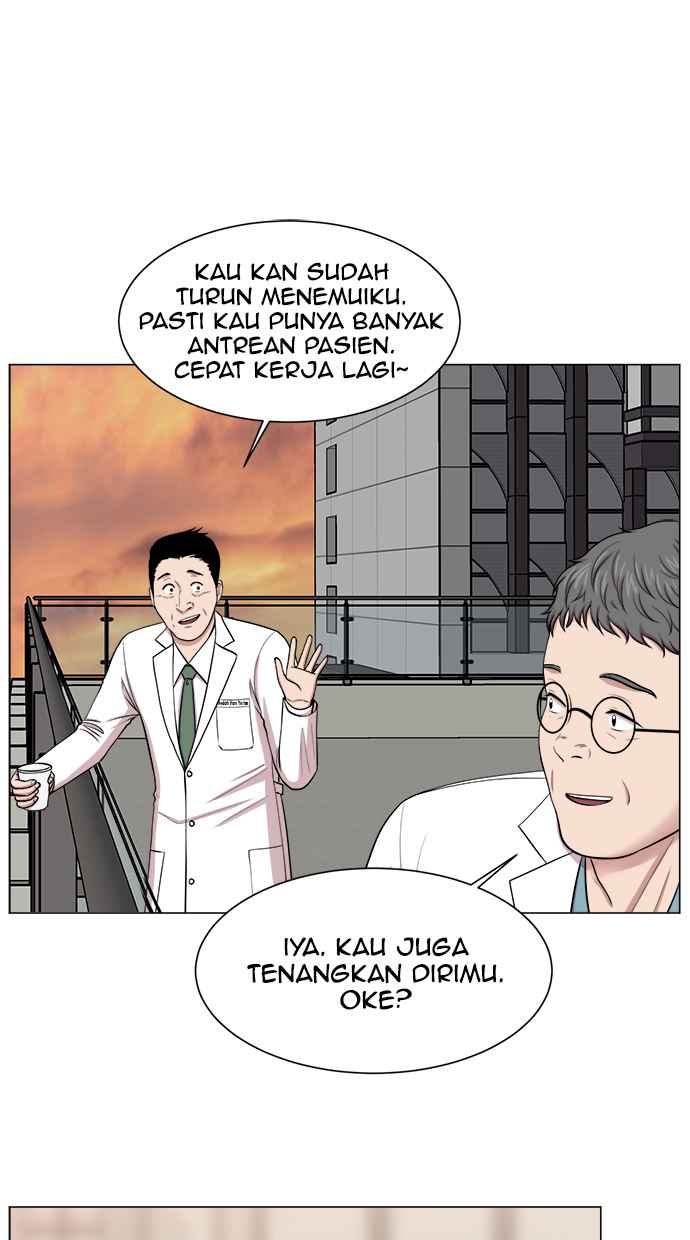 KAU KAN SUDAH
TURUN MENEMUIKU.
PASTI KAU PUNYA BANYAK
ANTREAN PASIEN.
CEPAT KERJA LAGI~
IYA. KAU JUGA
TENANGKAN DIRIMU.
OKE?